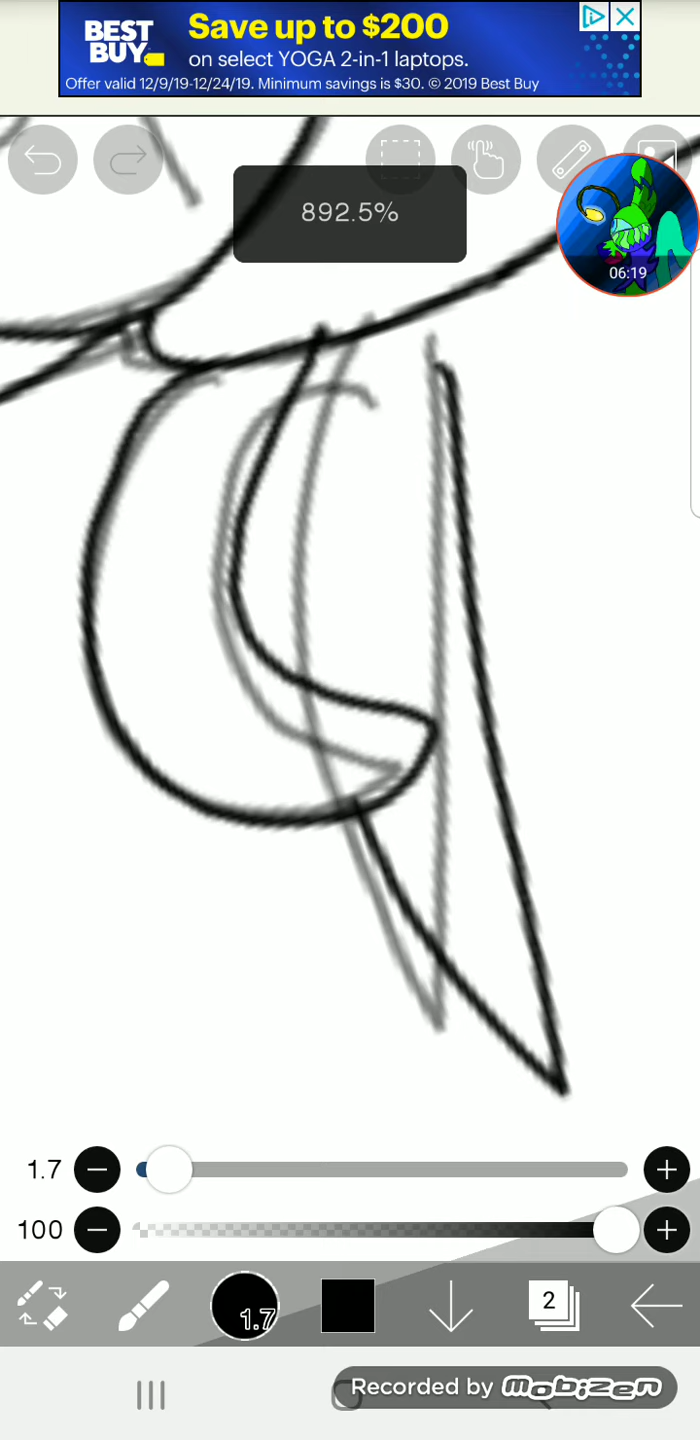 BEST
BUY
Save up to $200
on select YOGA 2-in-1 laptops.
Offer valid 12/9/19-12/24/19. Minimum savings is $30. © 2019 Best Buy
892.5%
06:19
1.7
100
1.7
2
Recorded by mobizen